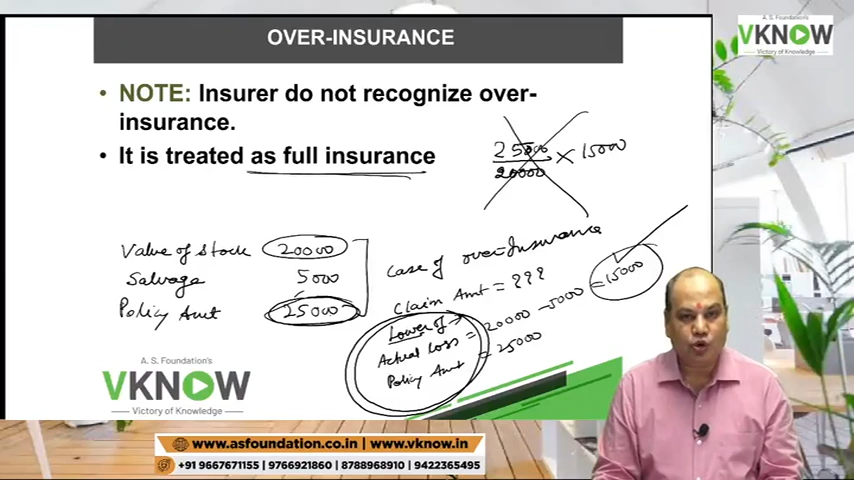 OVER-INSURANCE
A. S. Foundation's
VKNOW
Victory of Knowledge
• NOTE: Insurer do not recognize over-
insurance.
• It is treated as full insurance
25000
20000
× 15000
Value of stock 20000
Salvage 5000
Policy Amt 25000
Case of over-Insurance
Claim Amt = ???
Lower of →
Actual Loss = 20000 - 5000 = 15000
Policy Amt = 25000
A. S. Foundation's
VKNOW
Victory of Knowledge
www.asfoundation.co.in | www.vknow.in
+91 9667671155 | 9766921860 | 8788968910 | 9422365495